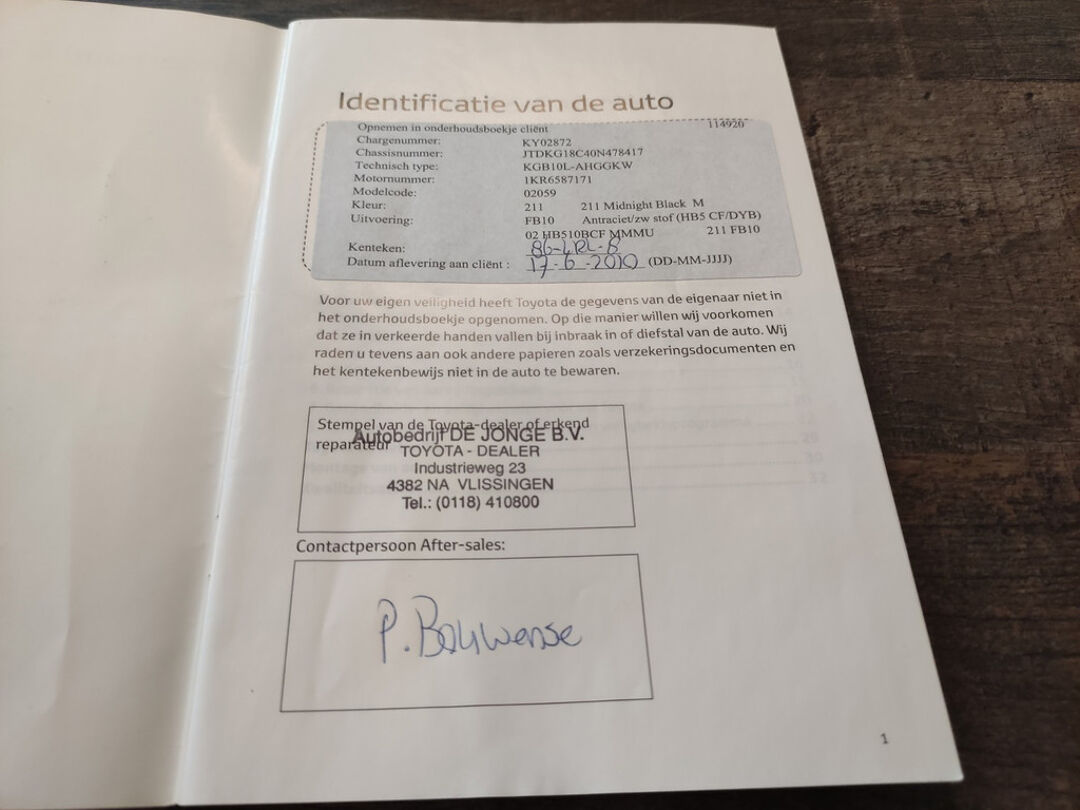 Identificatie van de auto
Opnemen in onderhoudsboekje cliënt 114920
Chargenummer: KY02872
Chassisnummer: JTDKG18C40N478417
Technisch type: KGB10L-AHGGKW
Motornummer: 1KR6587171
Modelcode: 02059
Kleur: 211 211 Midnight Black M
Uitvoering: FB10 Antraciet/zw stof (HB5 CF/DYB)
02 HB510BCF MMMU 211 FB10
Kenteken: 86-LRL-8
Datum aflevering aan cliënt : 17-6-2010 (DD-MM-JJJJ)
Voor uw eigen veiligheid heeft Toyota de gegevens van de eigenaar niet in
het onderhoudsboekje opgenomen. Op die manier willen wij voorkomen
dat ze in verkeerde handen vallen bij inbraak in of diefstal van de auto. Wij
raden u tevens aan ook andere papieren zoals verzekeringsdocumenten en
het kentekenbewijs niet in de auto te bewaren.
Stempel van de Toyota-dealer of erkend
reparateur
Autobedrijf DE JONGE B.V.
TOYOTA - DEALER
Industrieweg 23
4382 NA VLISSINGEN
Tel.: (0118) 410800
Contactpersoon After-sales:
P. Bouwense
1